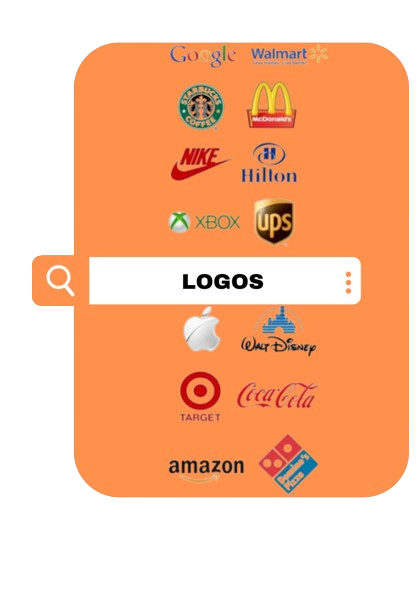 Google Walmart
STARBUCKS
COFFEE
McDonald's
NIKE
Hilton
XBOX
ups
LOGOS
WALT DISNEY
Coca-Cola
TARGET
amazon
Domino's
Pizza